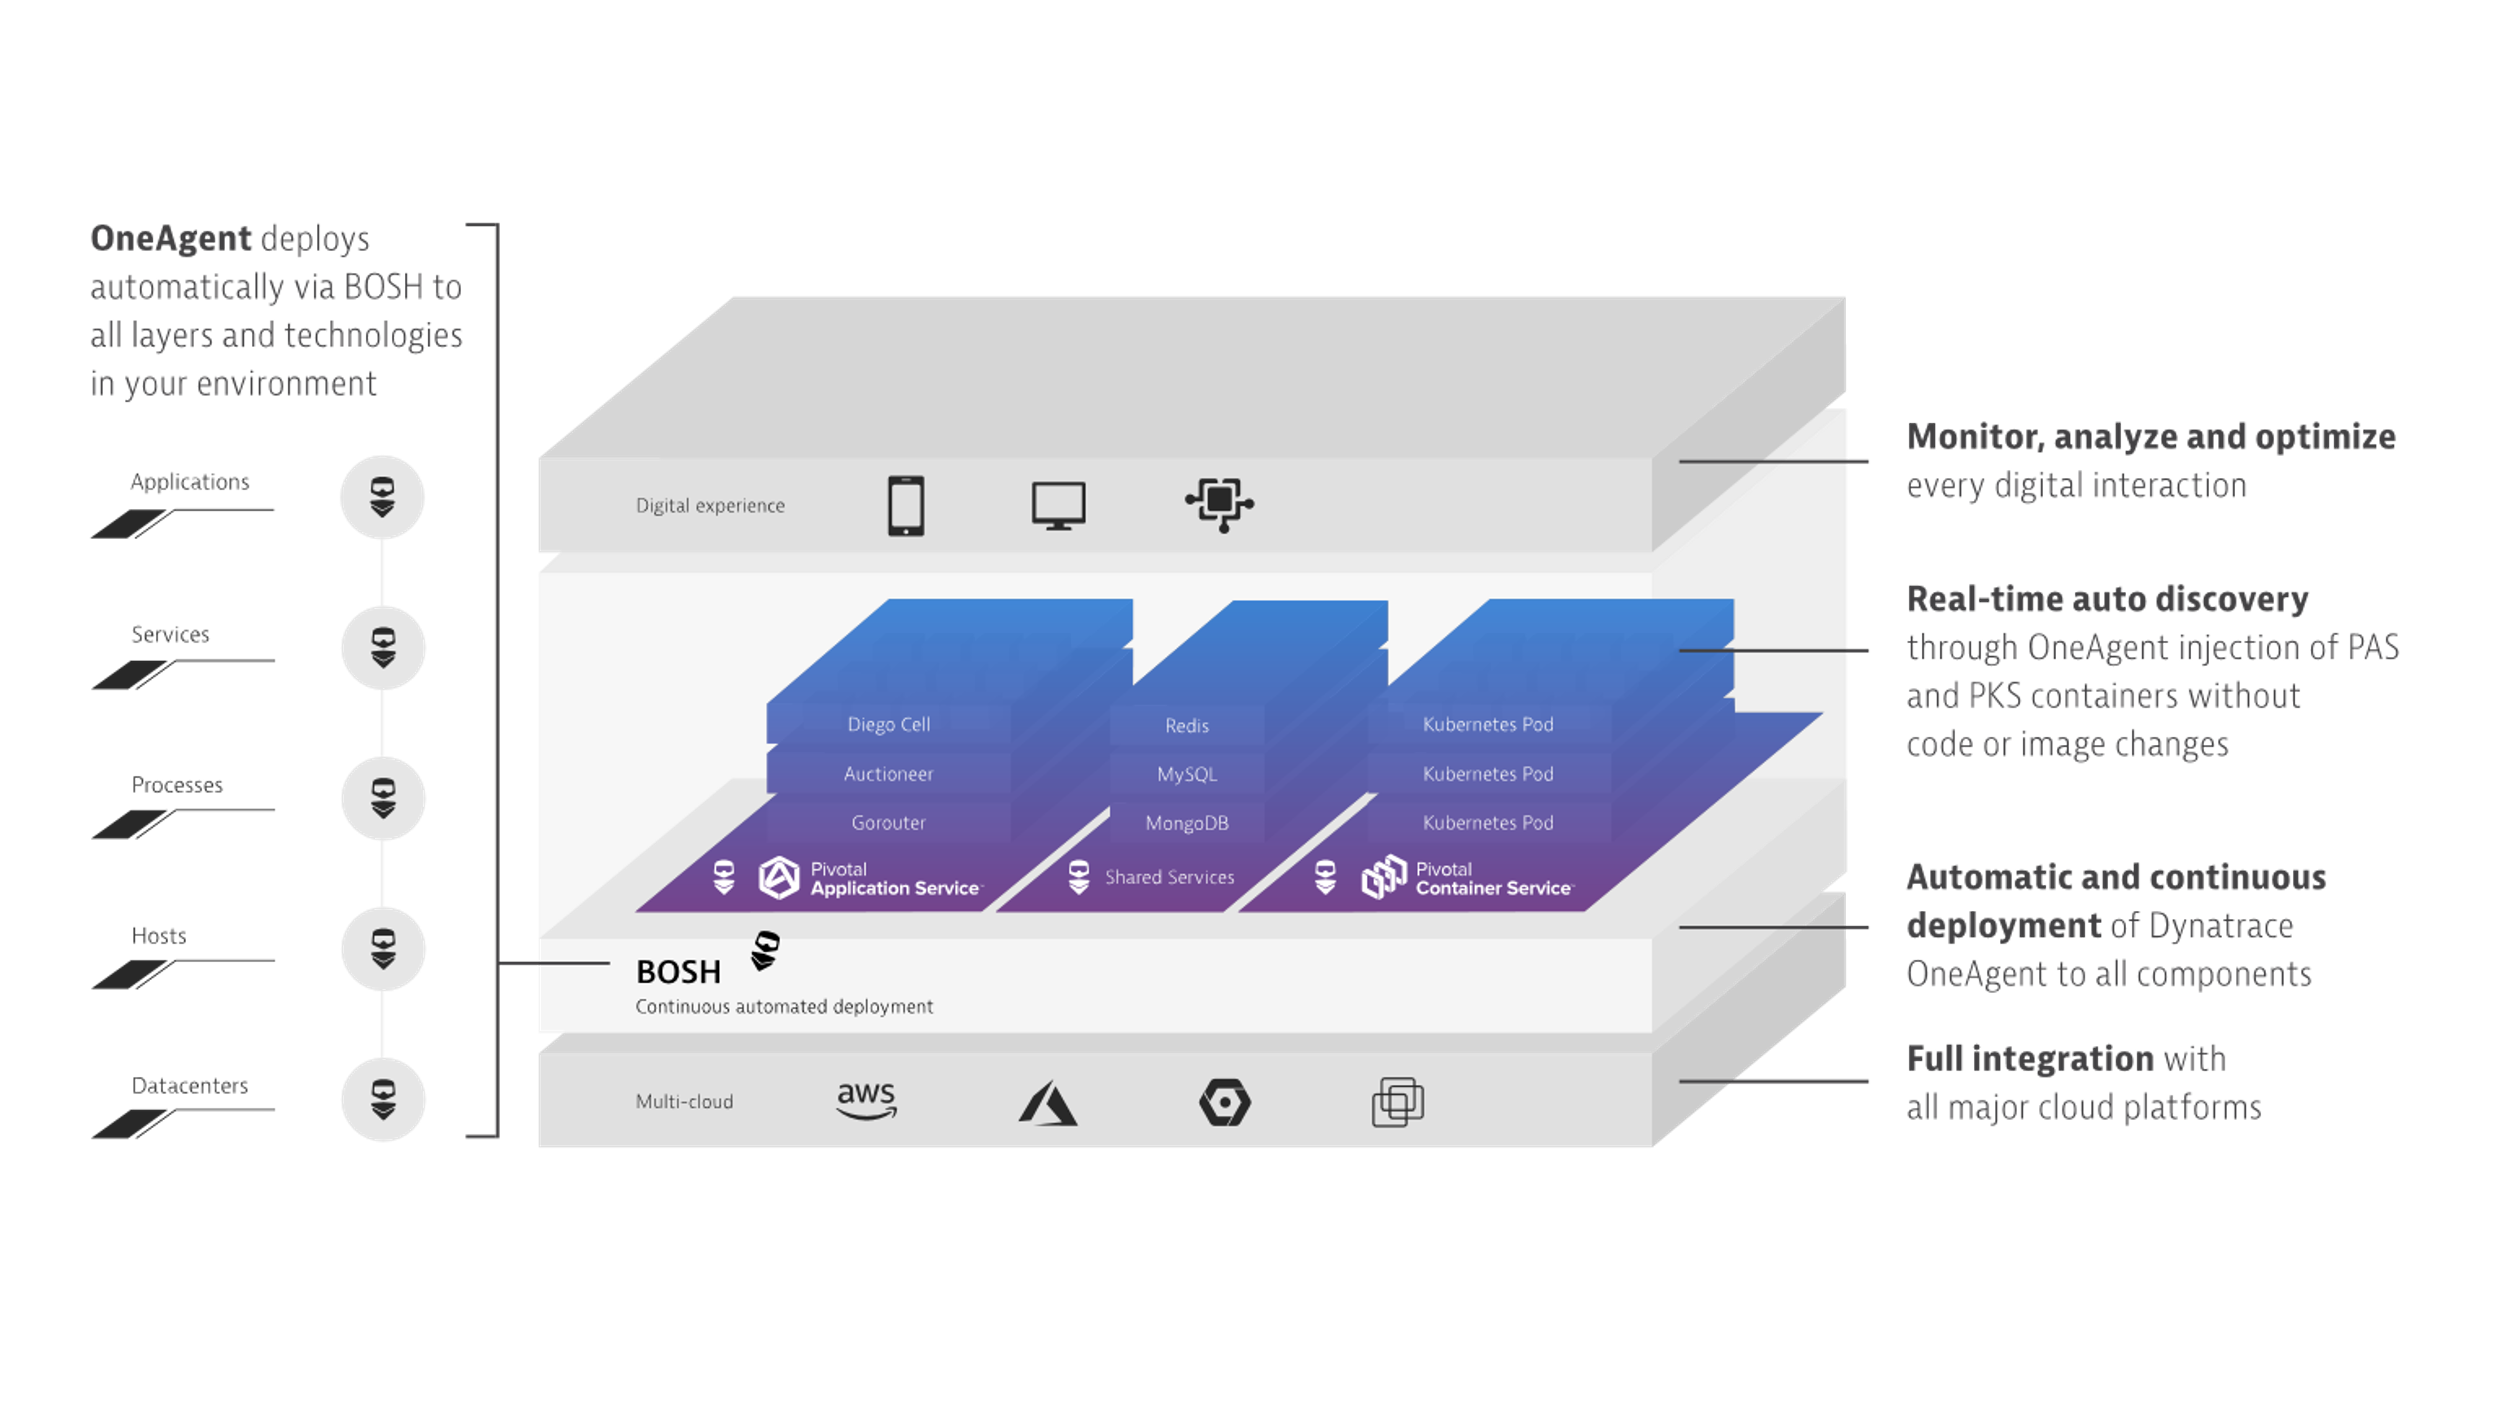 OneAgent deploys
automatically via BOSH to
all layers and technologies
in your environment
Applications
Services
Processes
Hosts
Datacenters
Digital experience
Diego Cell
Auctioneer
Gorouter
Pivotal
Application Service™
Redis
MySQL
MongoDB
Shared Services
Kubernetes Pod
Kubernetes Pod
Kubernetes Pod
Pivotal
Container Service™
BOSH
Continuous automated deployment
Multi-cloud
aws
Monitor, analyze and optimize
every digital interaction
Real-time auto discovery
through OneAgent injection of PAS
and PKS containers without
code or image changes
Automatic and continuous
deployment of Dynatrace
OneAgent to all components
Full integration with
all major cloud platforms